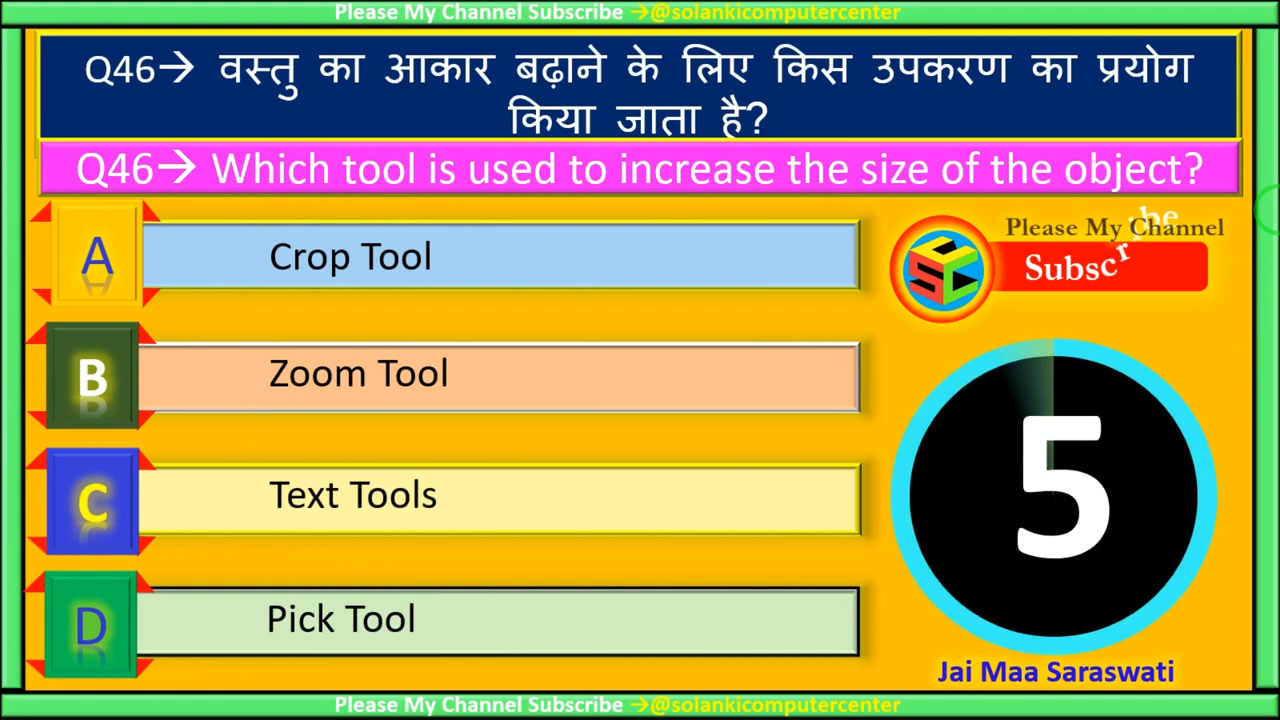 Please My Channel Subscribe →@solankicomputercenter
Q46→ वस्तु का आकार बढ़ाने के लिए किस उपकरण का प्रयोग
किया जाता है?
Q46→ Which tool is used to increase the size of the object?
A Crop Tool
Please My Channel
Subscribe
B Zoom Tool
C Text Tools
5
D Pick Tool
Jai Maa Saraswati
Please My Channel Subscribe →@solankicomputercenter